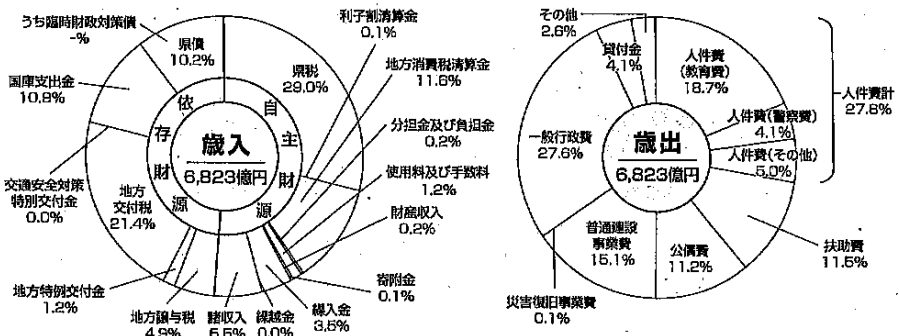 うち臨時財政対策債
-%
県債
10.2%
国庫支出金
10.9%
交通安全対策
特別交付金
0.0%
地方
交付税
21.4%
地方特例交付金
1.2%
地方譲与税
4.9%
諸収入
5.5%
繰越金
0.0%
繰入金
3.5%
寄附金
0.1%
財産収入
0.2%
使用料及び手数料
1.2%
分担金及び負担金
0.2%
地方消費税清算金
11.6%
利子割清算金
0.1%
県税
29.0%
依存財源
自主財源
歳入
6,823億円
その他
2.6%
貸付金
4.1%
人件費
(教育費)
18.7%
人件費(警察費)
4.1%
人件費(その他)
5.0%
人件費計
27.8%
扶助費
11.5%
公債費
11.2%
普通建設
事業費
15.1%
災害復旧事業費
0.1%
一般行政費
27.6%
歳出
6,823億円